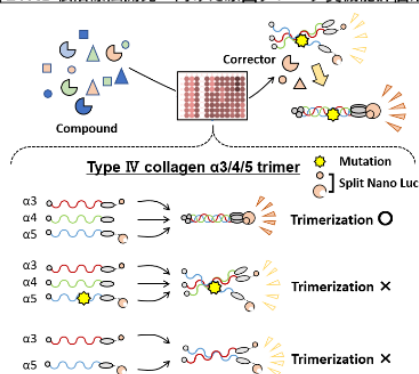 Corrector
Compound
Type Ⅳ collagen α3/4/5 trimer
Mutation
Split Nano Luc
α3
α4
α5
Trimerization O
α3
α4
α5
Trimerization ×
α3
α5
Trimerization ×